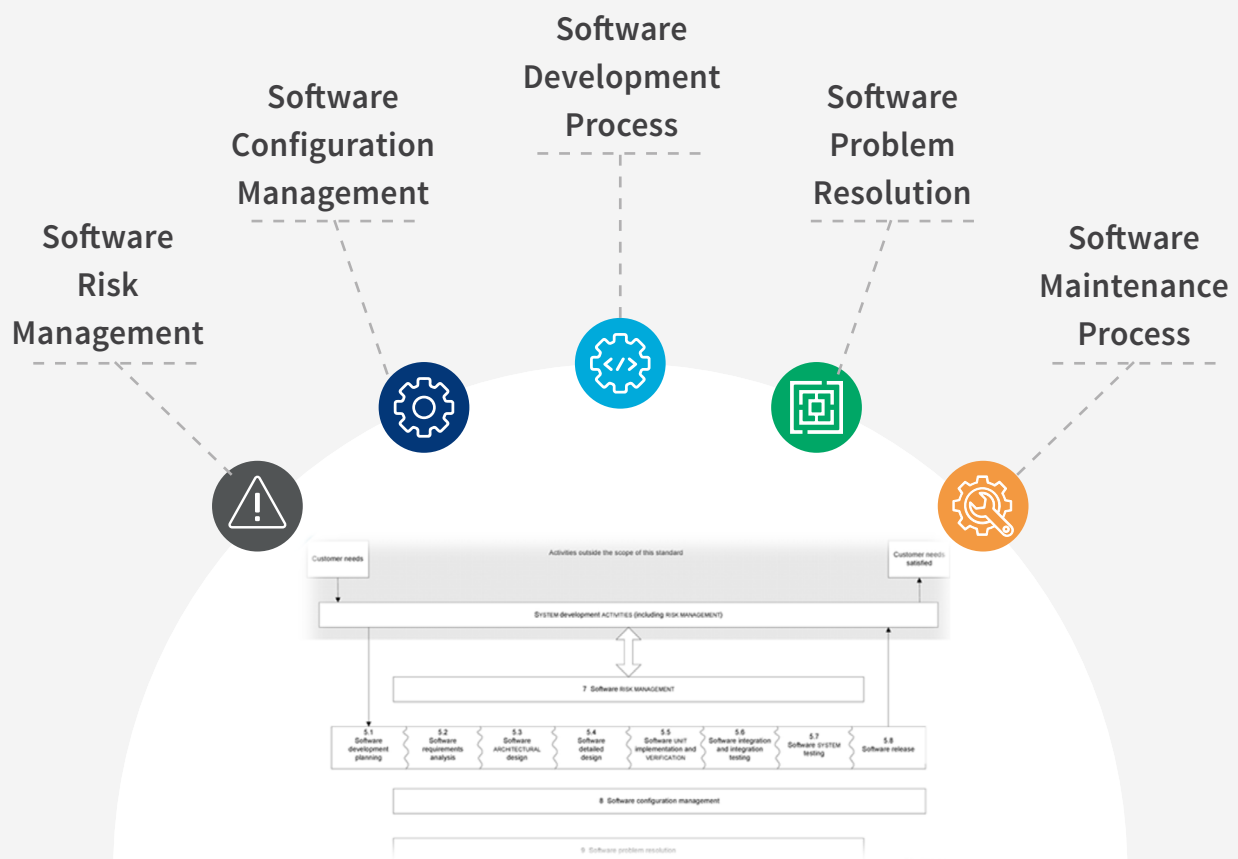 Software
Development
Process
Software
Configuration
Management
Software
Problem
Resolution
Software
Risk
Management
Software
Maintenance
Process
</>
Customer needs
Activities outside the scope of this standard
Customer needs
satisfied
SYSTEM development ACTIVITIES (including RISK MANAGEMENT)
7 Software RISK MANAGEMENT
5.1
Software
development
planning
5.2
Software
requirements
analysis
5.3
Software
ARCHITECTURAL
design
5.4
Software
detailed
design
5.5
Software UNIT
implementation and
VERIFICATION
5.6
Software integration
and integration
testing
5.7
Software SYSTEM
testing
5.8
Software release
8 Software configuration management
9 Software problem resolution